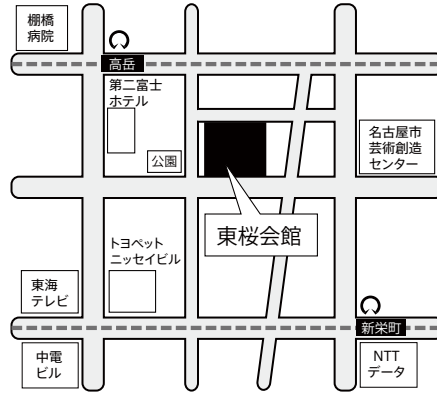 棚橋
病院
高岳
第二富士
ホテル
公園
名古屋市
芸術創造
センター
東桜会館
トヨペット
ニッセイビル
東海
テレビ
新栄町
中電
ビル
NTT
データ